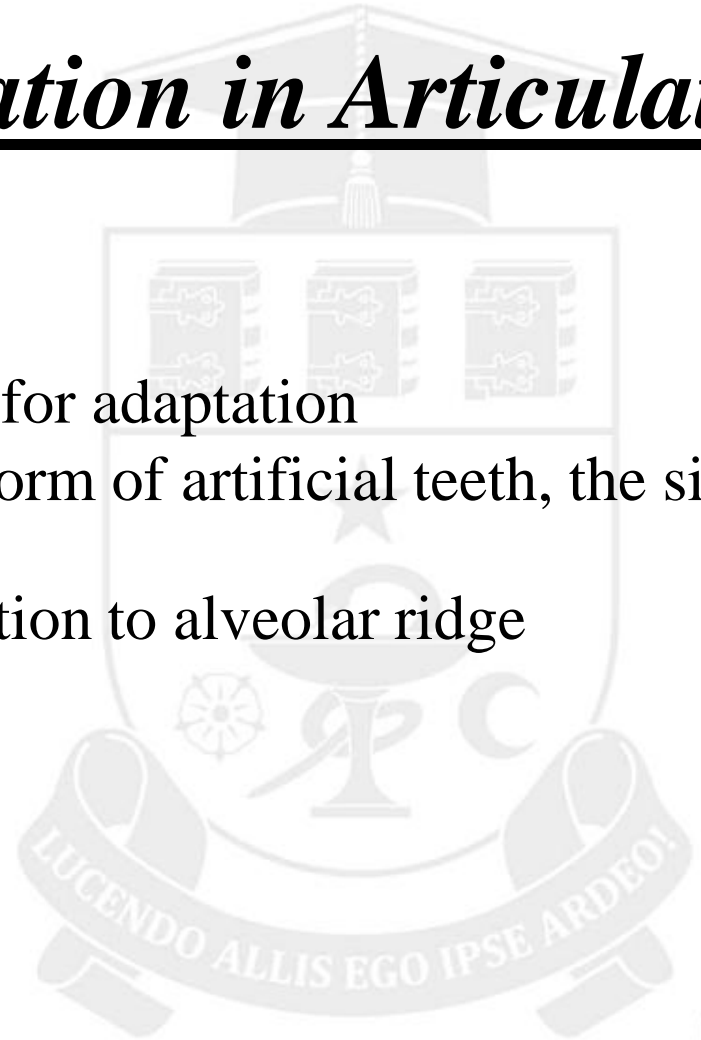 ation in Articulat
for adaptation
orm of artificial teeth, the si
tion to alveolar ridge
LUCENDO ALLIS EGO IPSE ARDEO!